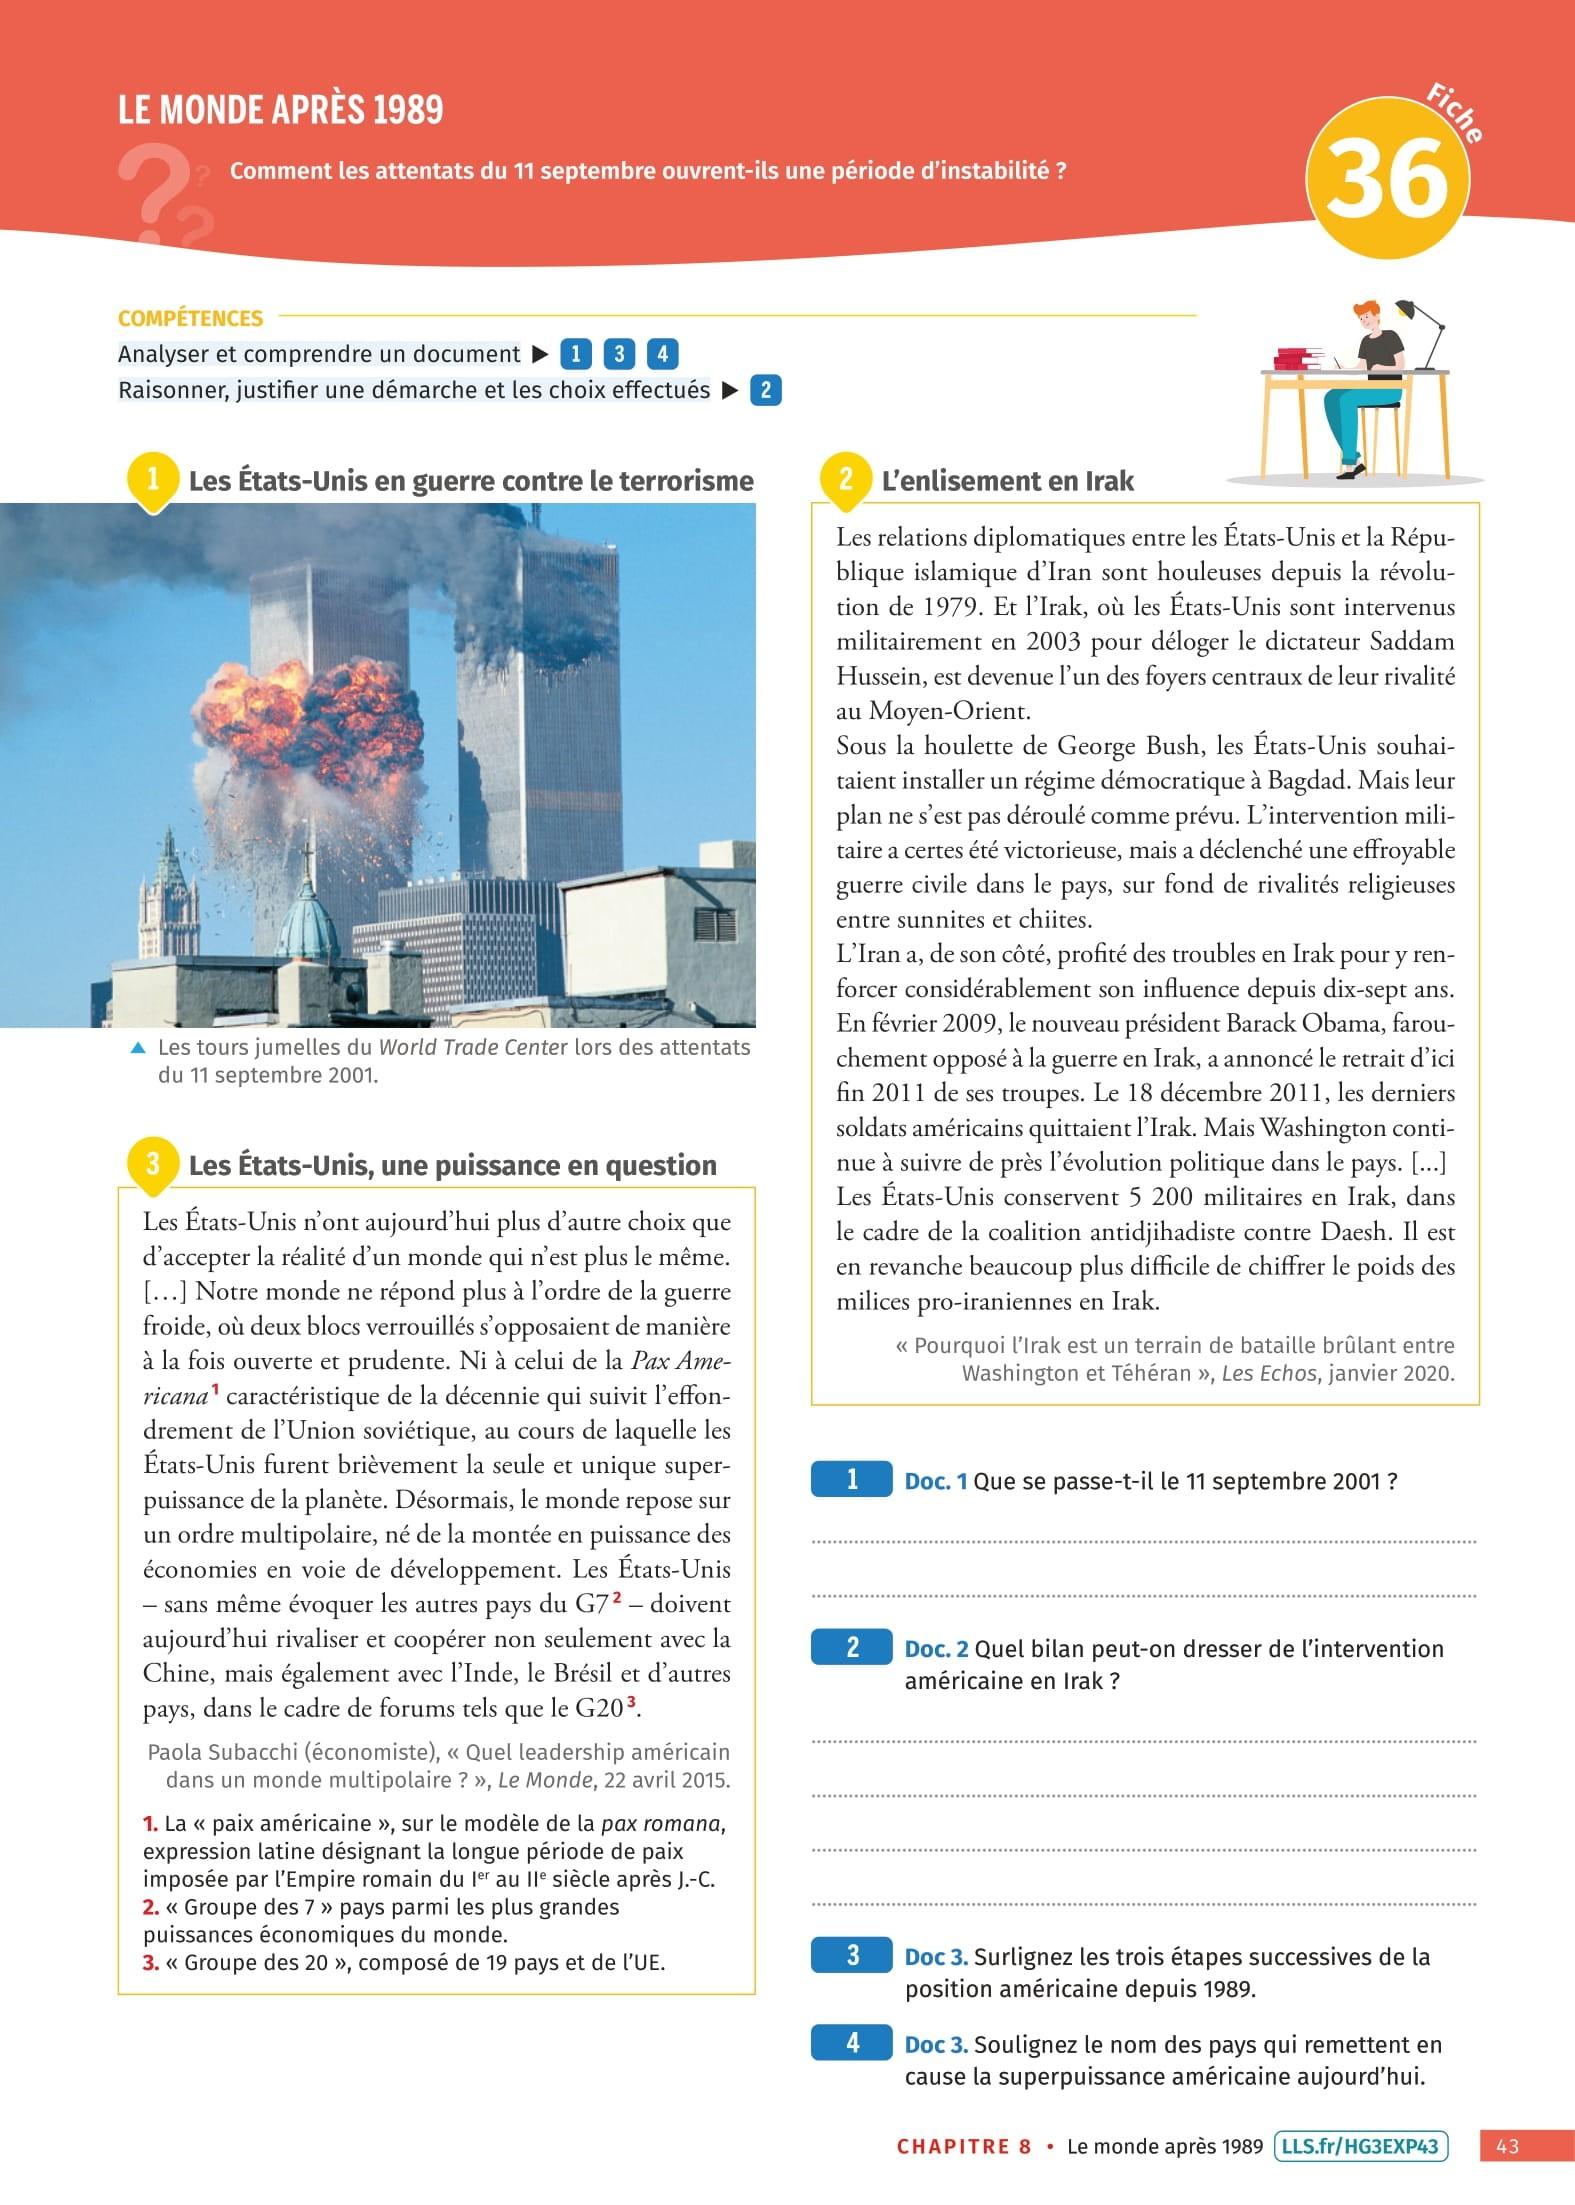 LE MONDE APRÈS 1989
Fiche
36
? ? ?
Comment les attentats du 11 septembre ouvrent-ils une période d'instabilité ?
COMPÉTENCES
Analyser et comprendre un document ▶ 1 3 4
Raisonner, justifier une démarche et les choix effectués ▶ 2
1 Les États-Unis en guerre contre le terrorisme
▲ Les tours jumelles du World Trade Center lors des attentats
du 11 septembre 2001.
3 Les États-Unis, une puissance en question
Les États-Unis n'ont aujourd'hui plus d'autre choix que
d'accepter la réalité d'un monde qui n'est plus le même.
[…] Notre monde ne répond plus à l'ordre de la guerre
froide, où deux blocs verrouillés s'opposaient de manière
à la fois ouverte et prudente. Ni à celui de la Pax Ame-
ricana1 caractéristique de la décennie qui suivit l'effon-
drement de l'Union soviétique, au cours de laquelle les
États-Unis furent brièvement la seule et unique super-
puissance de la planète. Désormais, le monde repose sur
un ordre multipolaire, né de la montée en puissance des
économies en voie de développement. Les États-Unis
– sans même évoquer les autres pays du G7 2 – doivent
aujourd'hui rivaliser et coopérer non seulement avec la
Chine, mais également avec l'Inde, le Brésil et d'autres
pays, dans le cadre de forums tels que le G20 3.
Paola Subacchi (économiste), « Quel leadership américain
dans un monde multipolaire ? », Le Monde, 22 avril 2015.
1. La « paix américaine », sur le modèle de la pax romana,
expression latine désignant la longue période de paix
imposée par l'Empire romain du Ier au IIe siècle après J.-C.
2. « Groupe des 7 » pays parmi les plus grandes
puissances économiques du monde.
3. « Groupe des 20 », composé de 19 pays et de l'UE.
2 L'enlisement en Irak
Les relations diplomatiques entre les États-Unis et la Répu-
blique islamique d'Iran sont houleuses depuis la révolu-
tion de 1979. Et l'Irak, où les États-Unis sont intervenus
militairement en 2003 pour déloger le dictateur Saddam
Hussein, est devenue l'un des foyers centraux de leur rivalité
au Moyen-Orient.
Sous la houlette de George Bush, les États-Unis souhai-
taient installer un régime démocratique à Bagdad. Mais leur
plan ne s'est pas déroulé comme prévu. L'intervention mili-
taire a certes été victorieuse, mais a déclenché une effroyable
guerre civile dans le pays, sur fond de rivalités religieuses
entre sunnites et chiites.
L'Iran a, de son côté, profité des troubles en Irak pour y ren-
forcer considérablement son influence depuis dix-sept ans.
En février 2009, le nouveau président Barack Obama, farou-
chement opposé à la guerre en Irak, a annoncé le retrait d'ici
fin 2011 de ses troupes. Le 18 décembre 2011, les derniers
soldats américains quittaient l'Irak. Mais Washington conti-
nue à suivre de près l'évolution politique dans le pays. [...]
Les États-Unis conservent 5 200 militaires en Irak, dans
le cadre de la coalition antidjihadiste contre Daesh. Il est
en revanche beaucoup plus difficile de chiffrer le poids des
milices pro-iraniennes en Irak.
« Pourquoi l'Irak est un terrain de bataille brûlant entre
Washington et Téhéran », Les Echos, janvier 2020.
1 Doc. 1 Que se passe-t-il le 11 septembre 2001 ?
2 Doc. 2 Quel bilan peut-on dresser de l'intervention
américaine en Irak ?
3 Doc 3. Surlignez les trois étapes successives de la
position américaine depuis 1989.
4 Doc 3. Soulignez le nom des pays qui remettent en
cause la superpuissance américaine aujourd'hui.
CHAPITRE 8 • Le monde après 1989 LLS.fr/HG3EXP43 43